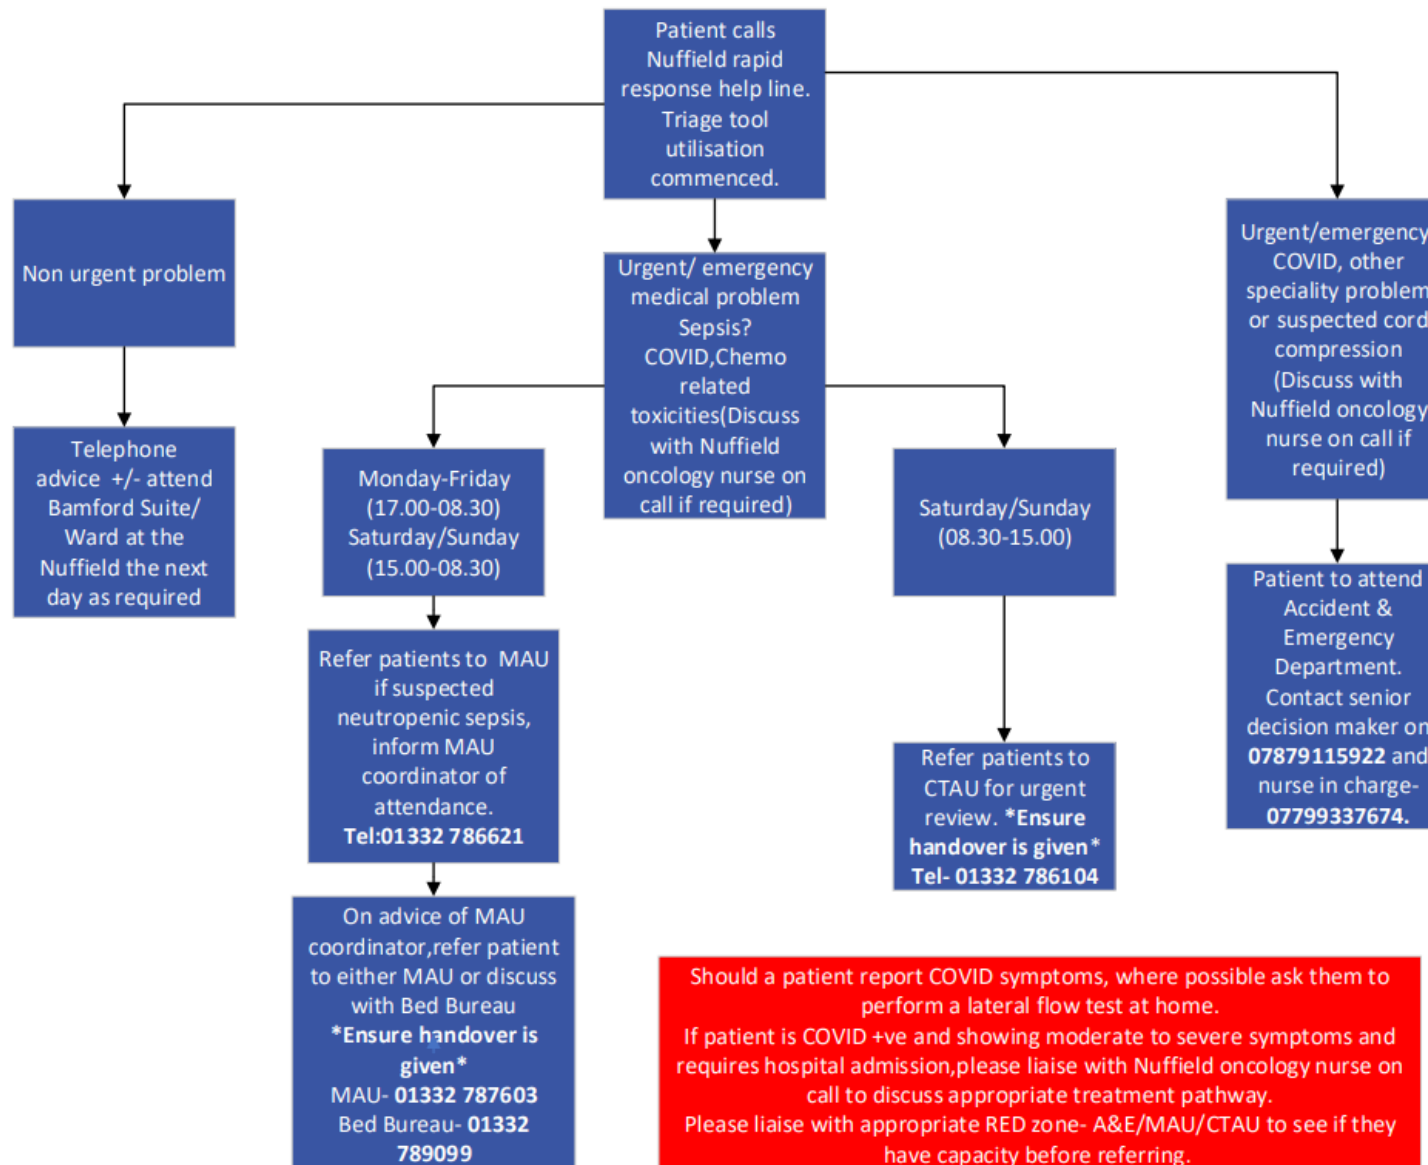 Patient calls
Nuffield rapid
response help line.
Triage tool
utilisation
commenced.
Non urgent problem
Telephone
advice +/- attend
Bamford Suite/
Ward at the
Nuffield the next
day as required
Urgent/ emergency
medical problem
Sepsis?
COVID,Chemo
related
toxicities(Discuss
with Nuffield
oncology nurse on
call if required)
Monday-Friday
(17.00-08.30)
Saturday/Sunday
(15.00-08.30)
Refer patients to MAU
if suspected
neutropenic sepsis,
inform MAU
coordinator of
attendance.
Tel:01332 786621
On advice of MAU
coordinator,refer patient
to either MAU or discuss
with Bed Bureau
*Ensure handover is
given*
MAU- 01332 787603
Bed Bureau- 01332
789099
Saturday/Sunday
(08.30-15.00)
Refer patients to
CTAU for urgent
review. *Ensure
handover is given*
Tel- 01332 786104
Urgent/emergency
COVID, other
speciality problem
or suspected cord
compression
(Discuss with
Nuffield oncology
nurse on call if
required)
Patient to attend
Accident &
Emergency
Department.
Contact senior
decision maker on
07879115922 and
nurse in charge-
07799337674.
Should a patient report COVID symptoms, where possible ask them to
perform a lateral flow test at home.
If patient is COVID +ve and showing moderate to severe symptoms and
requires hospital admission,please liaise with Nuffield oncology nurse on
call to discuss appropriate treatment pathway.
Please liaise with appropriate RED zone- A&E/MAU/CTAU to see if they
have capacity before referring.